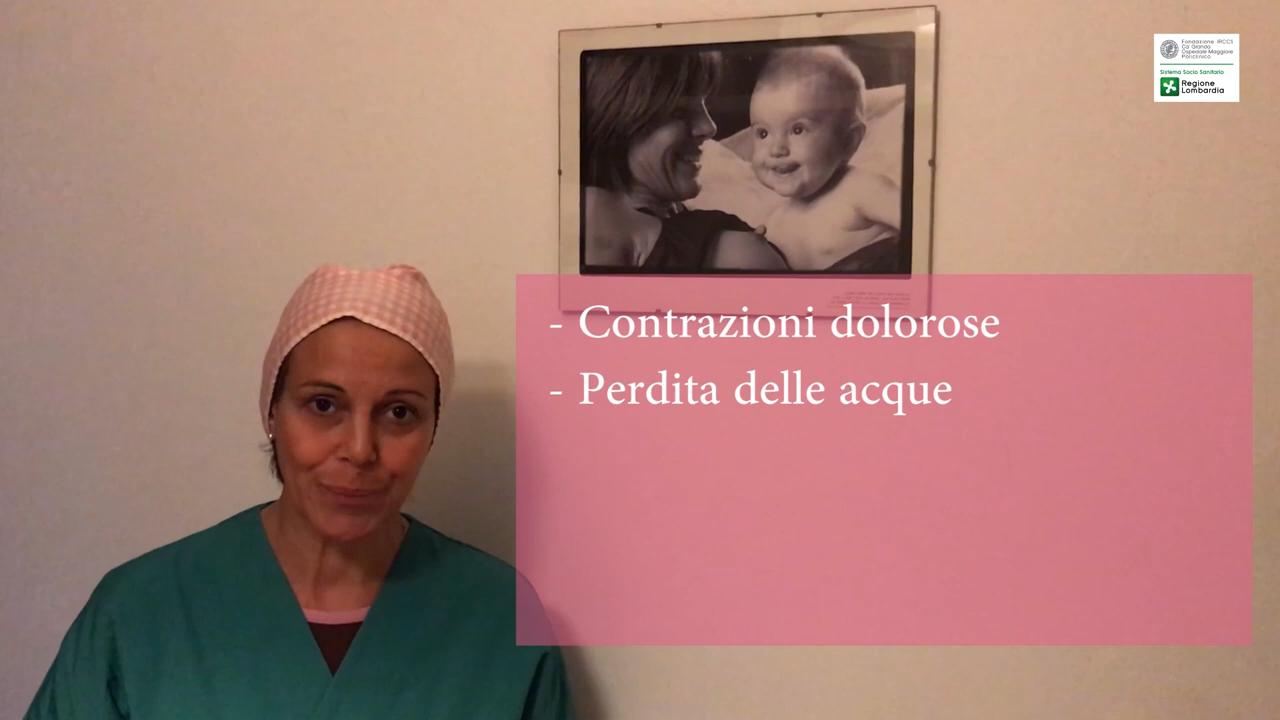 Fondazione IRCCS
Ca' Granda
Ospedale Maggiore
Policlinico
Sistema Socio Sanitario
Regione
Lombardia
- Contrazioni dolorose
- Perdita delle acque